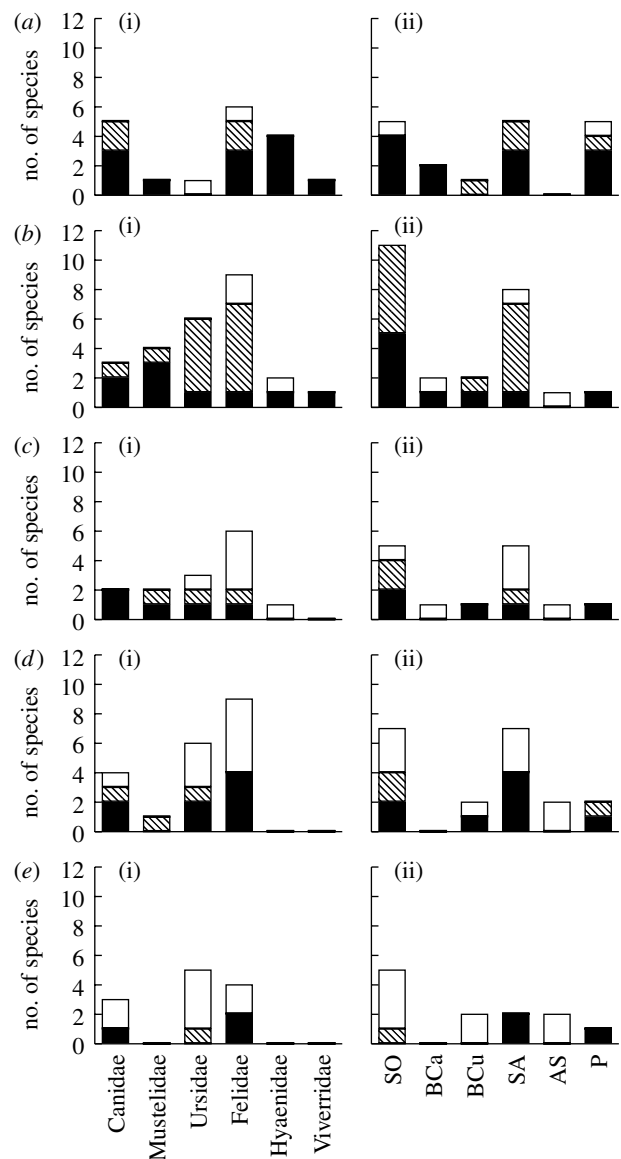 (a) (i) (ii)
no. of species
12
10
8
6
4
2
0
(b) (i) (ii)
no. of species
12
10
8
6
4
2
0
(c) (i) (ii)
no. of species
12
10
8
6
4
2
0
(d) (i) (ii)
no. of species
12
10
8
6
4
2
0
(e) (i) (ii)
no. of species
12
10
8
6
4
2
0
Canidae
Mustelidae
Ursidae
Felidae
Hyaenidae
Viverridae
SO
BCa
BCu
SA
AS
P